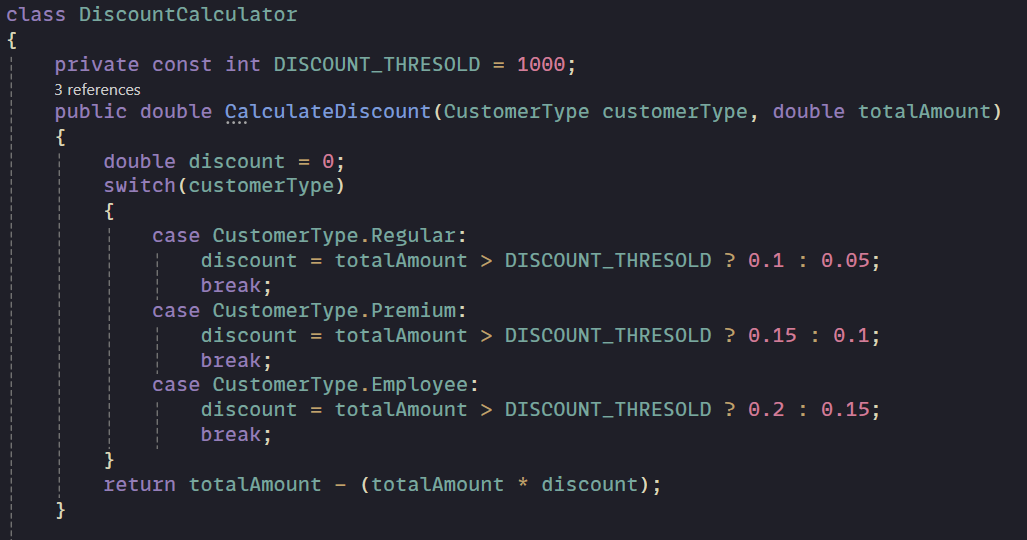 class DiscountCalculator
{
private const int DISCOUNT_THRESOLD = 1000;
3 references
public double CalculateDiscount(CustomerType customerType, double totalAmount)
{
double discount = 0;
switch(customerType)
{
case CustomerType.Regular:
discount = totalAmount > DISCOUNT_THRESOLD ? 0.1 : 0.05;
break;
case CustomerType.Premium:
discount = totalAmount > DISCOUNT_THRESOLD ? 0.15 : 0.1;
break;
case CustomerType.Employee:
discount = totalAmount > DISCOUNT_THRESOLD ? 0.2 : 0.15;
break;
}
return totalAmount - (totalAmount * discount);
}